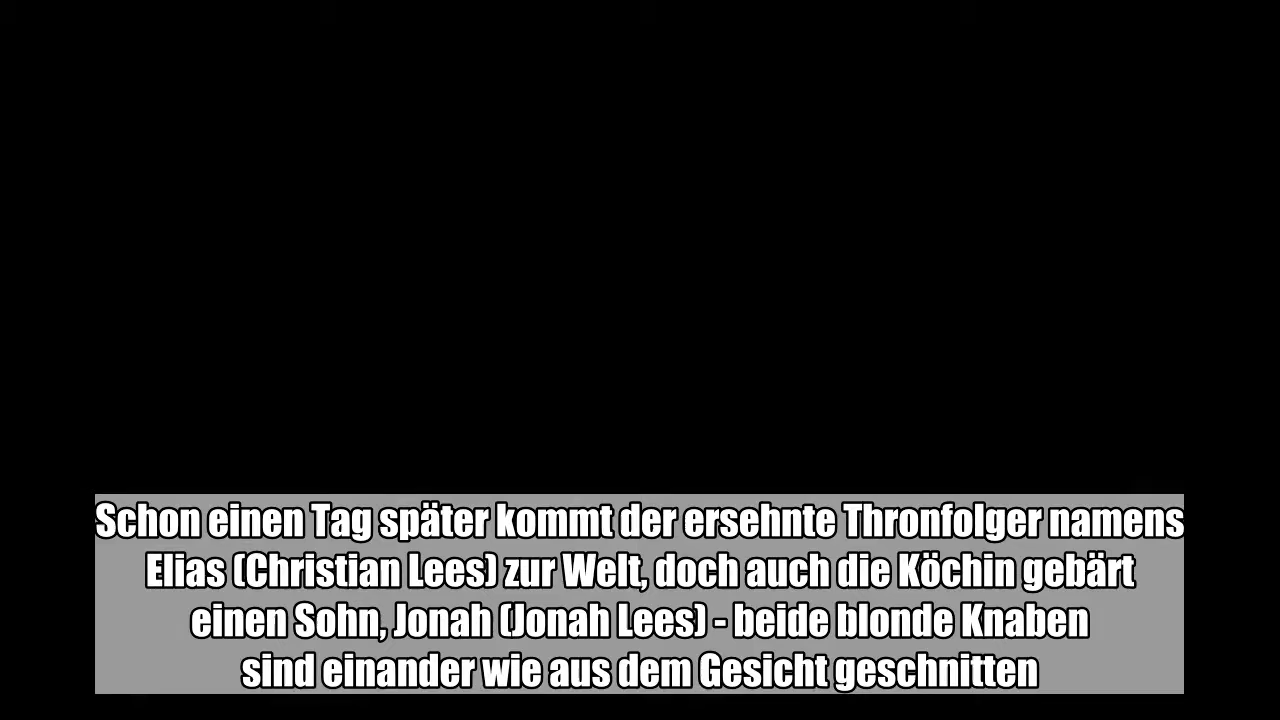 Schon einen Tag später kommt der ersehnte Thronfolger namens
Elias (Christian Lees) zur Welt, doch auch die Köchin gebärt
einen Sohn, Jonah (Jonah Lees) - beide blonde Knaben
sind einander wie aus dem Gesicht geschnitten